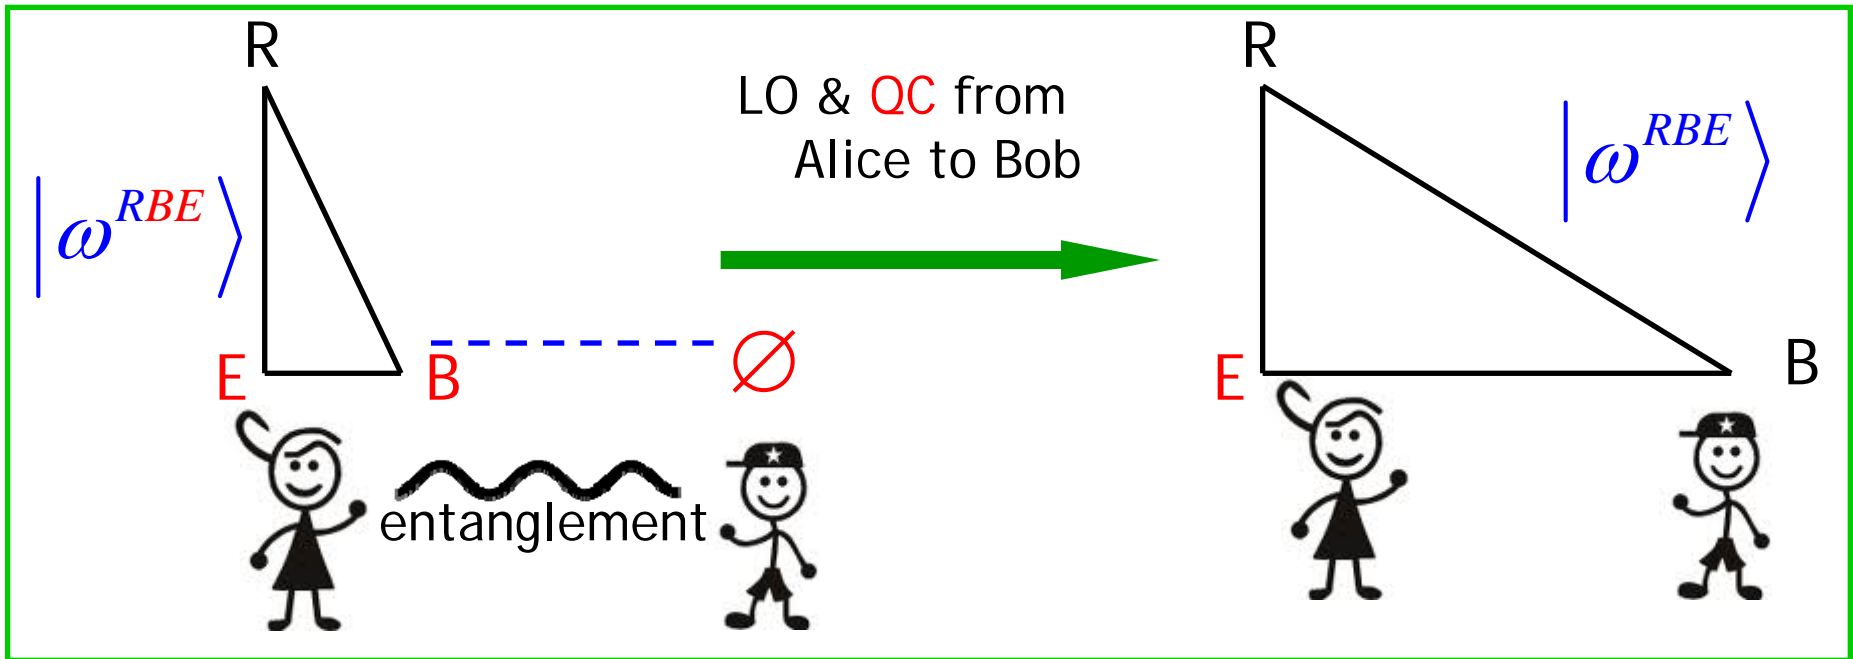 R
|ω^{RBE}⟩
E
B
∅
entanglement
LO & QC from
Alice to Bob
R
|ω^{RBE}⟩
E
B